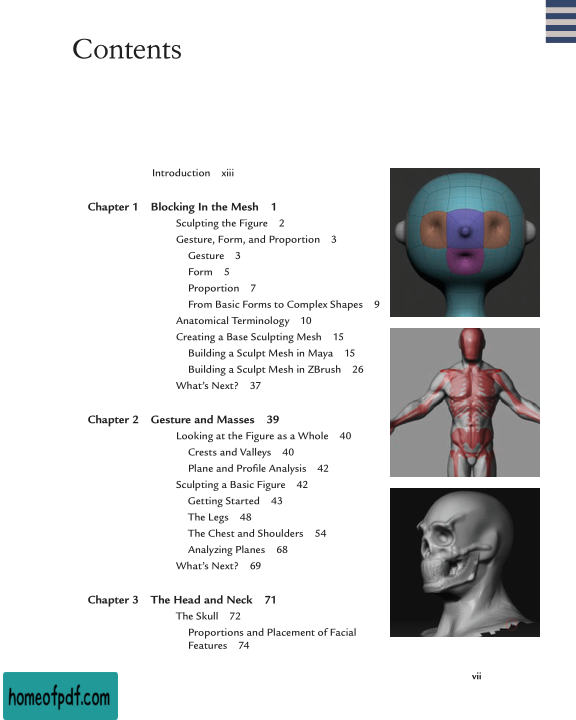 Contents
Introduction xiii
Chapter 1 Blocking In the Mesh 1
Sculpting the Figure 2
Gesture, Form, and Proportion 3
Gesture 3
Form 5
Proportion 7
From Basic Forms to Complex Shapes 9
Anatomical Terminology 10
Creating a Base Sculpting Mesh 15
Building a Sculpt Mesh in Maya 15
Building a Sculpt Mesh in ZBrush 26
What's Next? 37
Chapter 2 Gesture and Masses 39
Looking at the Figure as a Whole 40
Crests and Valleys 40
Plane and Profile Analysis 42
Sculpting a Basic Figure 42
Getting Started 43
The Legs 48
The Chest and Shoulders 54
Analyzing Planes 68
What's Next? 69
Chapter 3 The Head and Neck 71
The Skull 72
Proportions and Placement of Facial
Features 74
vii
homeofpdf.com